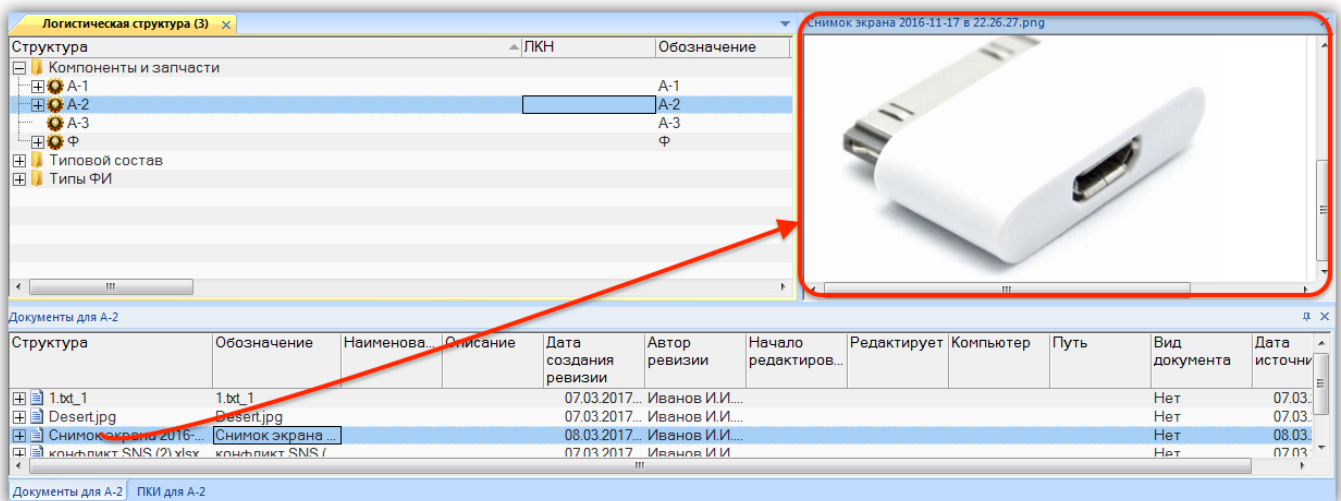 Логистическая структура (3)
Снимок экрана 2016-11-17 в 22.26.27.png
Структура ЛКН Обозначение
Компоненты и запчасти
А-1 А-1
А-2 А-2
А-3 А-3
Ф Ф
Типовой состав
Типы ФИ
Документы для А-2
Структура Обозначение Наименова... Описание Дата создания ревизии Автор ревизии Начало редактиров... Редактирует Компьютер Путь Вид документа Дата источни
1.txt_1 1.txt_1 07.03.2017... Иванов И.И.... Нет 07.03.
Desert.jpg Desert.jpg 07.03.2017... Иванов И.И.... Нет 07.03.
Снимок экрана 2016-... Снимок экрана ... 08.03.2017... Иванов И.И.... Нет 08.03.
конфликт SNS (2).xlsx конфликт SNS ( 07.03.2017 Иванов И.И. Нет 07.03
Документы для А-2 ПКИ для А-2